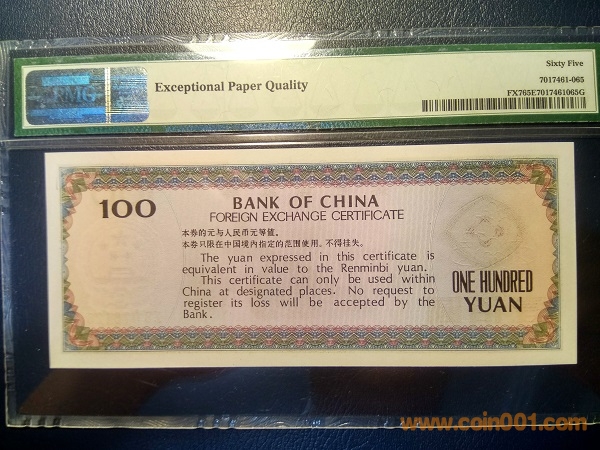 PMG
Exceptional Paper Quality
Sixty Five
7017461-065
FX765E7017461065G
100
BANK OF CHINA
FOREIGN EXCHANGE CERTIFICATE
本券的元与人民币元等值。
本券只限在中国境内指定的范围使用。不得挂失。
The yuan expressed in this certificate is
equivalent in value to the Renminbi yuan.
This certificate can only be used within
China at designated places. No request to
register its loss will be accepted by the
Bank.
ONE HUNDRED
YUAN
www.coin001.com